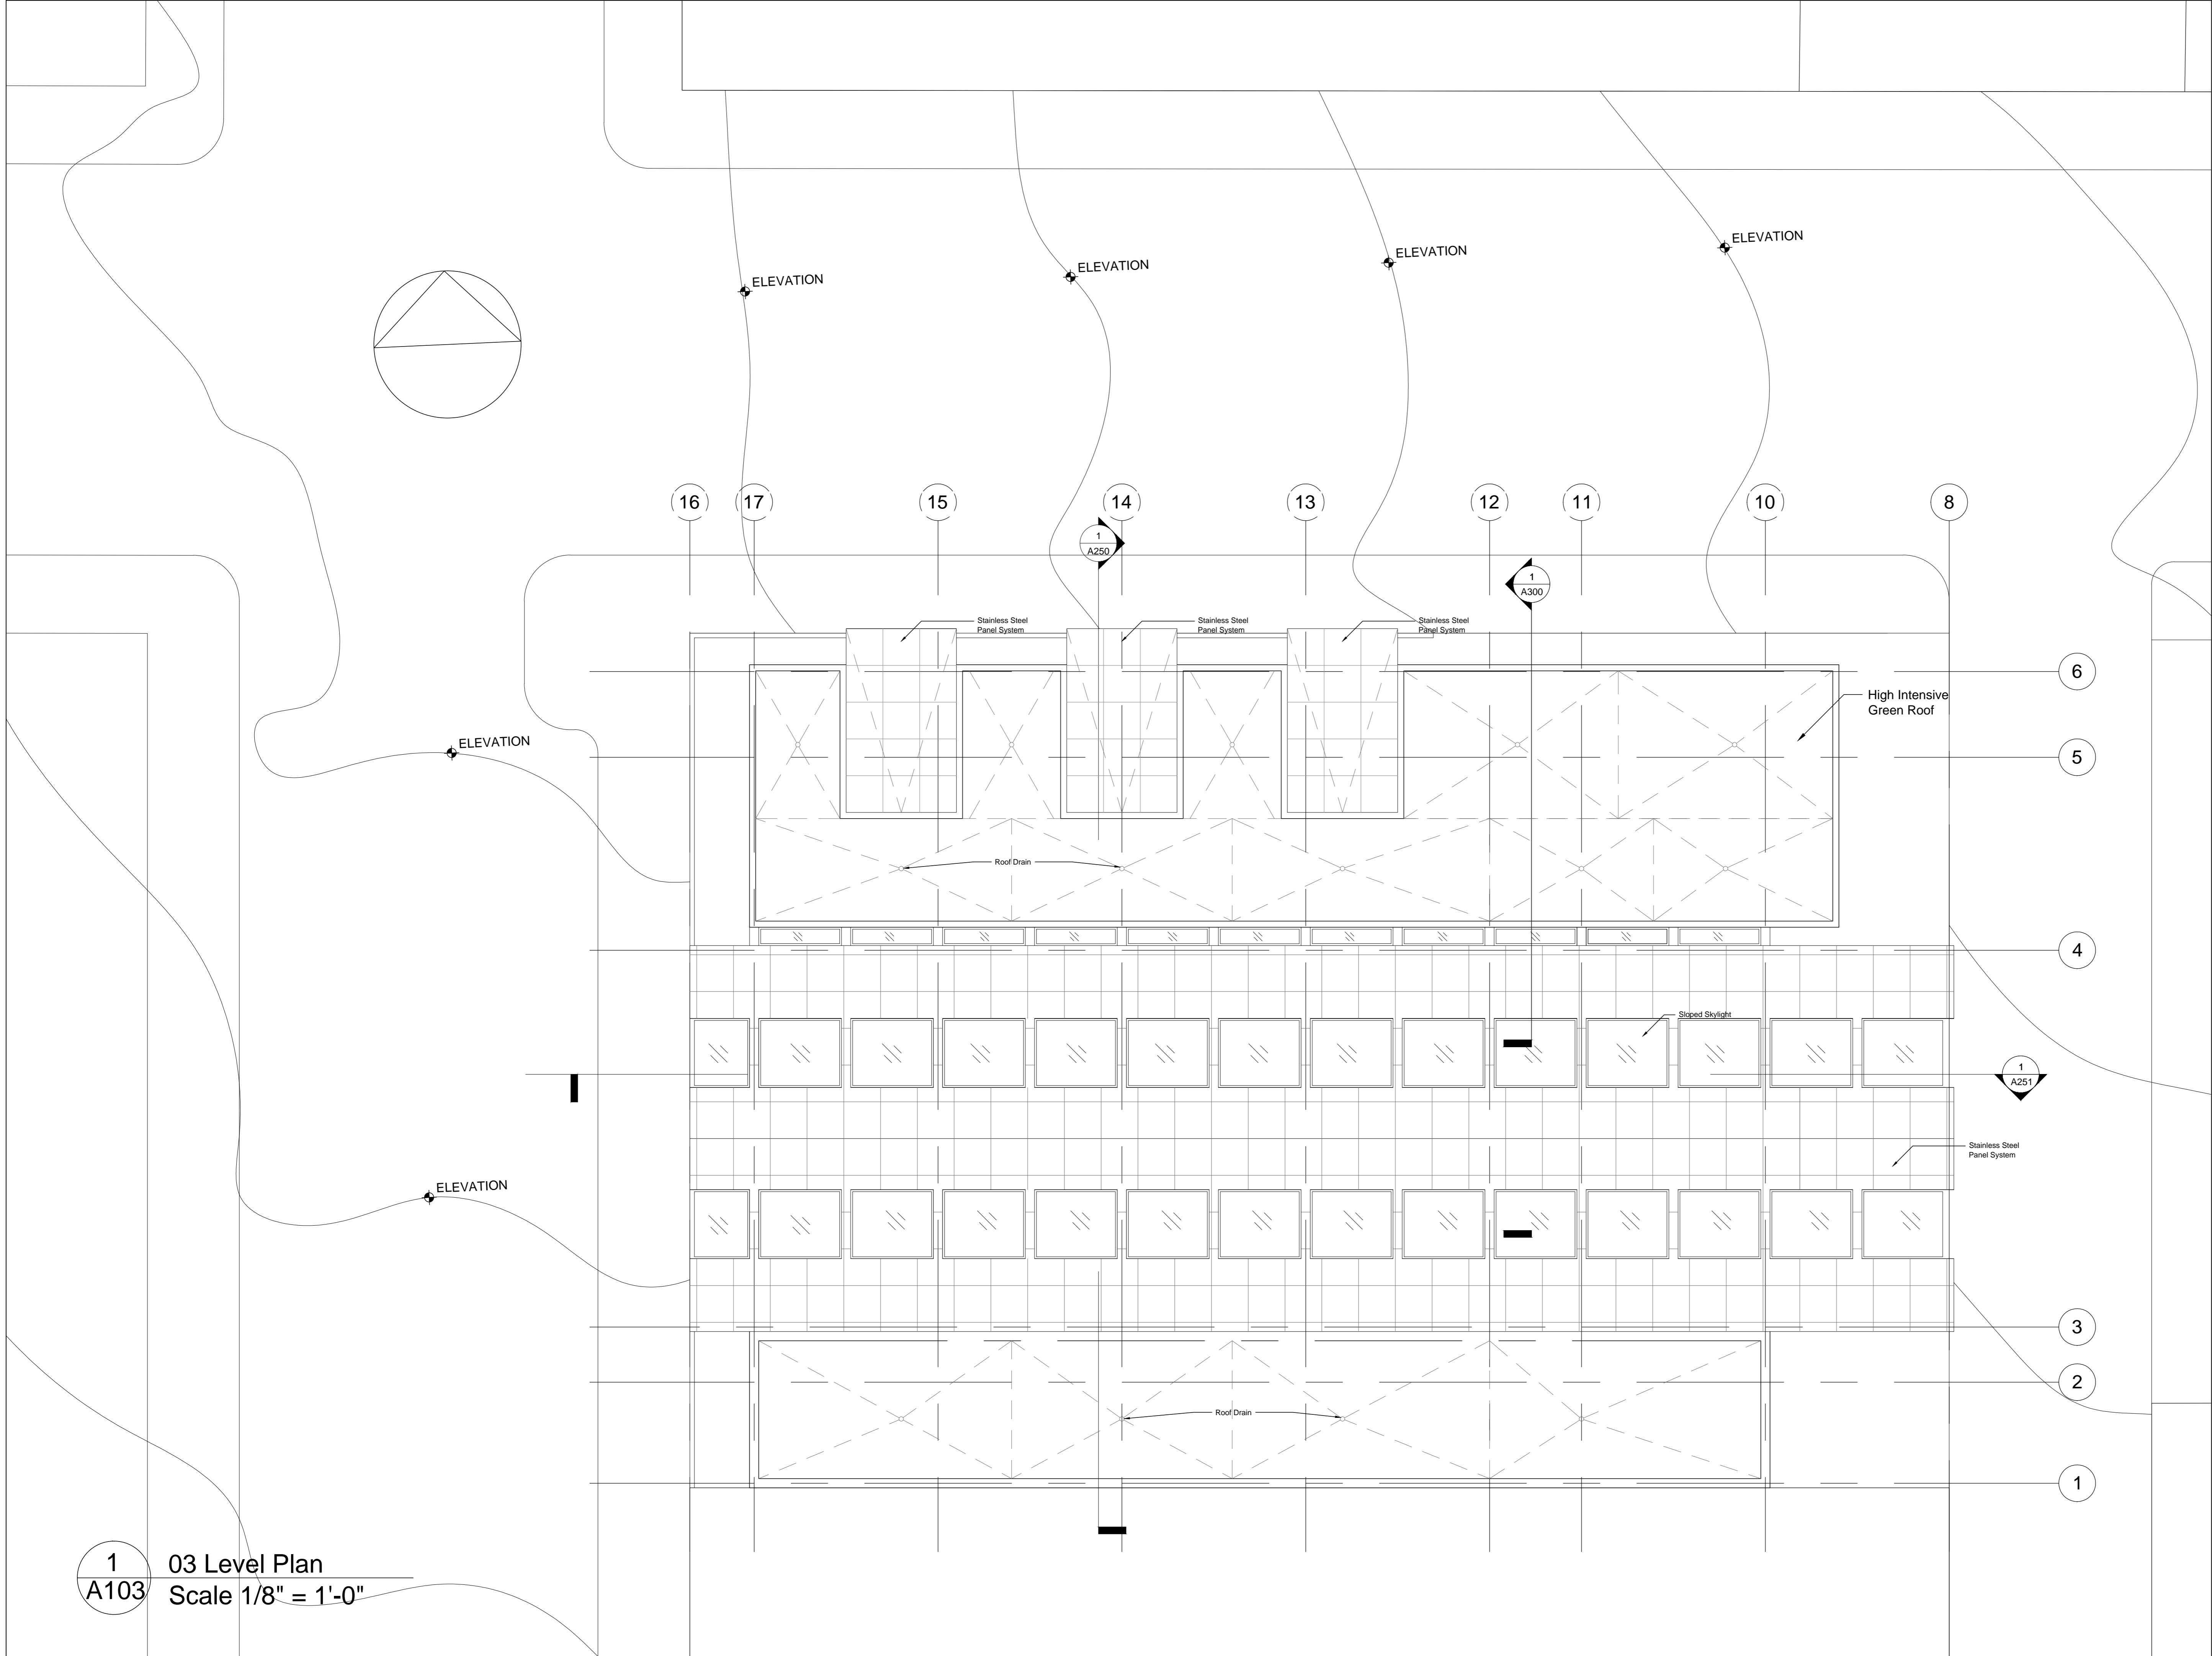 ELEVATION
ELEVATION
ELEVATION
ELEVATION
16
17
15
14
13
12
11
10
8
1
A250
1
A300
Stainless Steel
Panel System
Stainless Steel
Panel System
Stainless Steel
Panel System
6
High Intensive
Green Roof
ELEVATION
5
Roof Drain
4
Sloped Skylight
1
A251
Stainless Steel
Panel System
ELEVATION
3
2
Roof Drain
1
1
A103
03 Level Plan
Scale 1/8" = 1'-0"